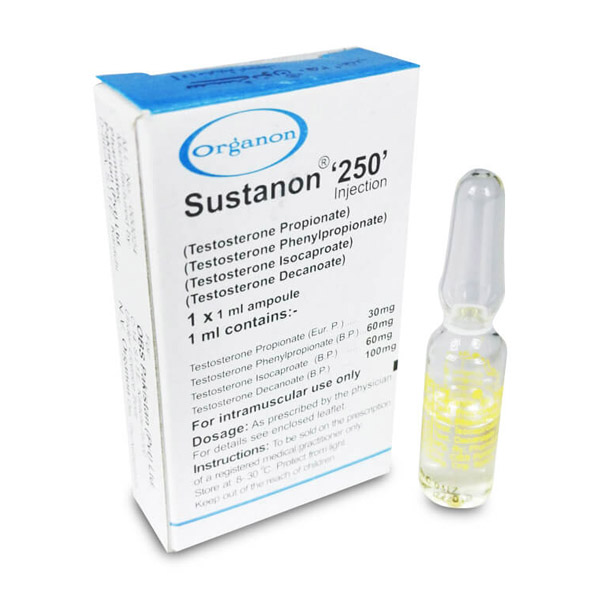 Organon
Sustanon® '250'
Injection
(Testosterone Propionate)
(Testosterone Phenylpropionate)
(Testosterone Isocaproate)
(Testosterone Decanoate)
1 x 1 ml ampoule
1 ml contains:-
Testosterone Propionate (Eur. P.) ...... 30mg
Testosterone Phenylpropionate (B.P.) ... 60mg
Testosterone Isocaproate (B.P.) ...... 60mg
Testosterone Decanoate (B.P.) ...... 100mg
For intramuscular use only
Dosage: As prescribed by the physician
For details see enclosed leaflet.
Instructions: To be sold on the prescription
of a registered medical practitioner only.
Store at 8-30 °C. Protect from light.
Keep out of the reach of children.